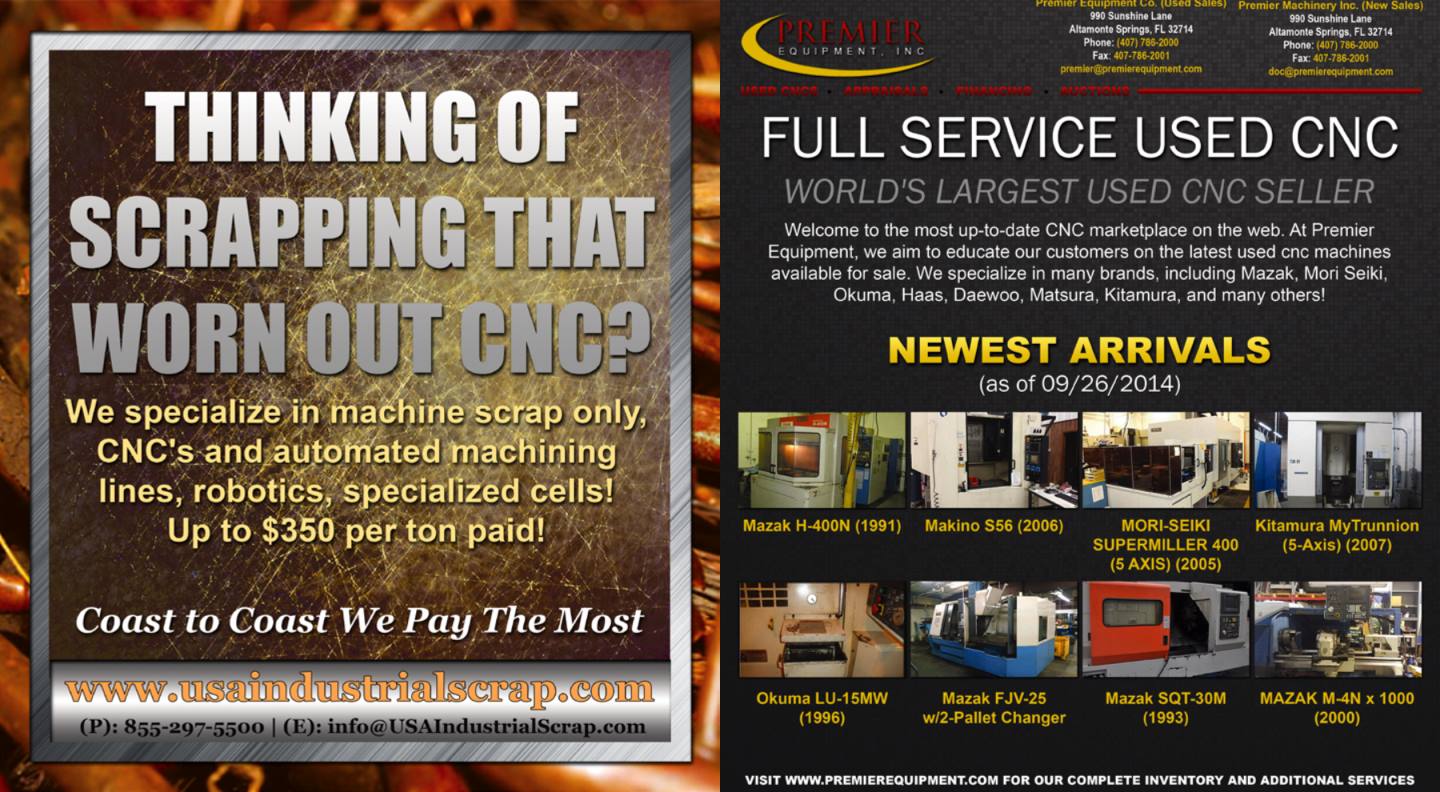 THINKING OF
SCRAPPING THAT
WORN OUT CNC?
We specialize in machine scrap only,
CNC's and automated machining
lines, robotics, specialized cells!
Up to $350 per ton paid!
Coast to Coast We Pay The Most
www.usaindustrialscrap.com
(P): 855-297-5500 | (E): info@USAIndustrialScrap.com
PREMIER
EQUIPMENT, INC
Premier Equipment Co. (Used Sales)
990 Sunshine Lane
Altamonte Springs, FL 32714
Phone: (407) 786-2000
Fax: 407-786-2001
premier@premierequipment.com
Premier Machinery Inc. (New Sales)
990 Sunshine Lane
Altamonte Springs, FL 32714
Phone: (407) 786-2000
Fax: 407-786-2001
doc@premierequipment.com
USED CNCS • APPRAISALS • FINANCING • AUCTIONS
FULL SERVICE USED CNC
WORLD'S LARGEST USED CNC SELLER
Welcome to the most up-to-date CNC marketplace on the web. At Premier
Equipment, we aim to educate our customers on the latest used cnc machines
available for sale. We specialize in many brands, including Mazak, Mori Seiki,
Okuma, Haas, Daewoo, Matsura, Kitamura, and many others!
NEWEST ARRIVALS
(as of 09/26/2014)
Mazak H-400N (1991)
Makino S56 (2006)
MORI-SEIKI
SUPERMILLER 400
(5 AXIS) (2005)
Kitamura MyTrunnion
(5-Axis) (2007)
Okuma LU-15MW
(1996)
Mazak FJV-25
w/2-Pallet Changer
Mazak SQT-30M
(1993)
MAZAK M-4N x 1000
(2000)
VISIT WWW.PREMIEREQUIPMENT.COM FOR OUR COMPLETE INVENTORY AND ADDITIONAL SERVICES